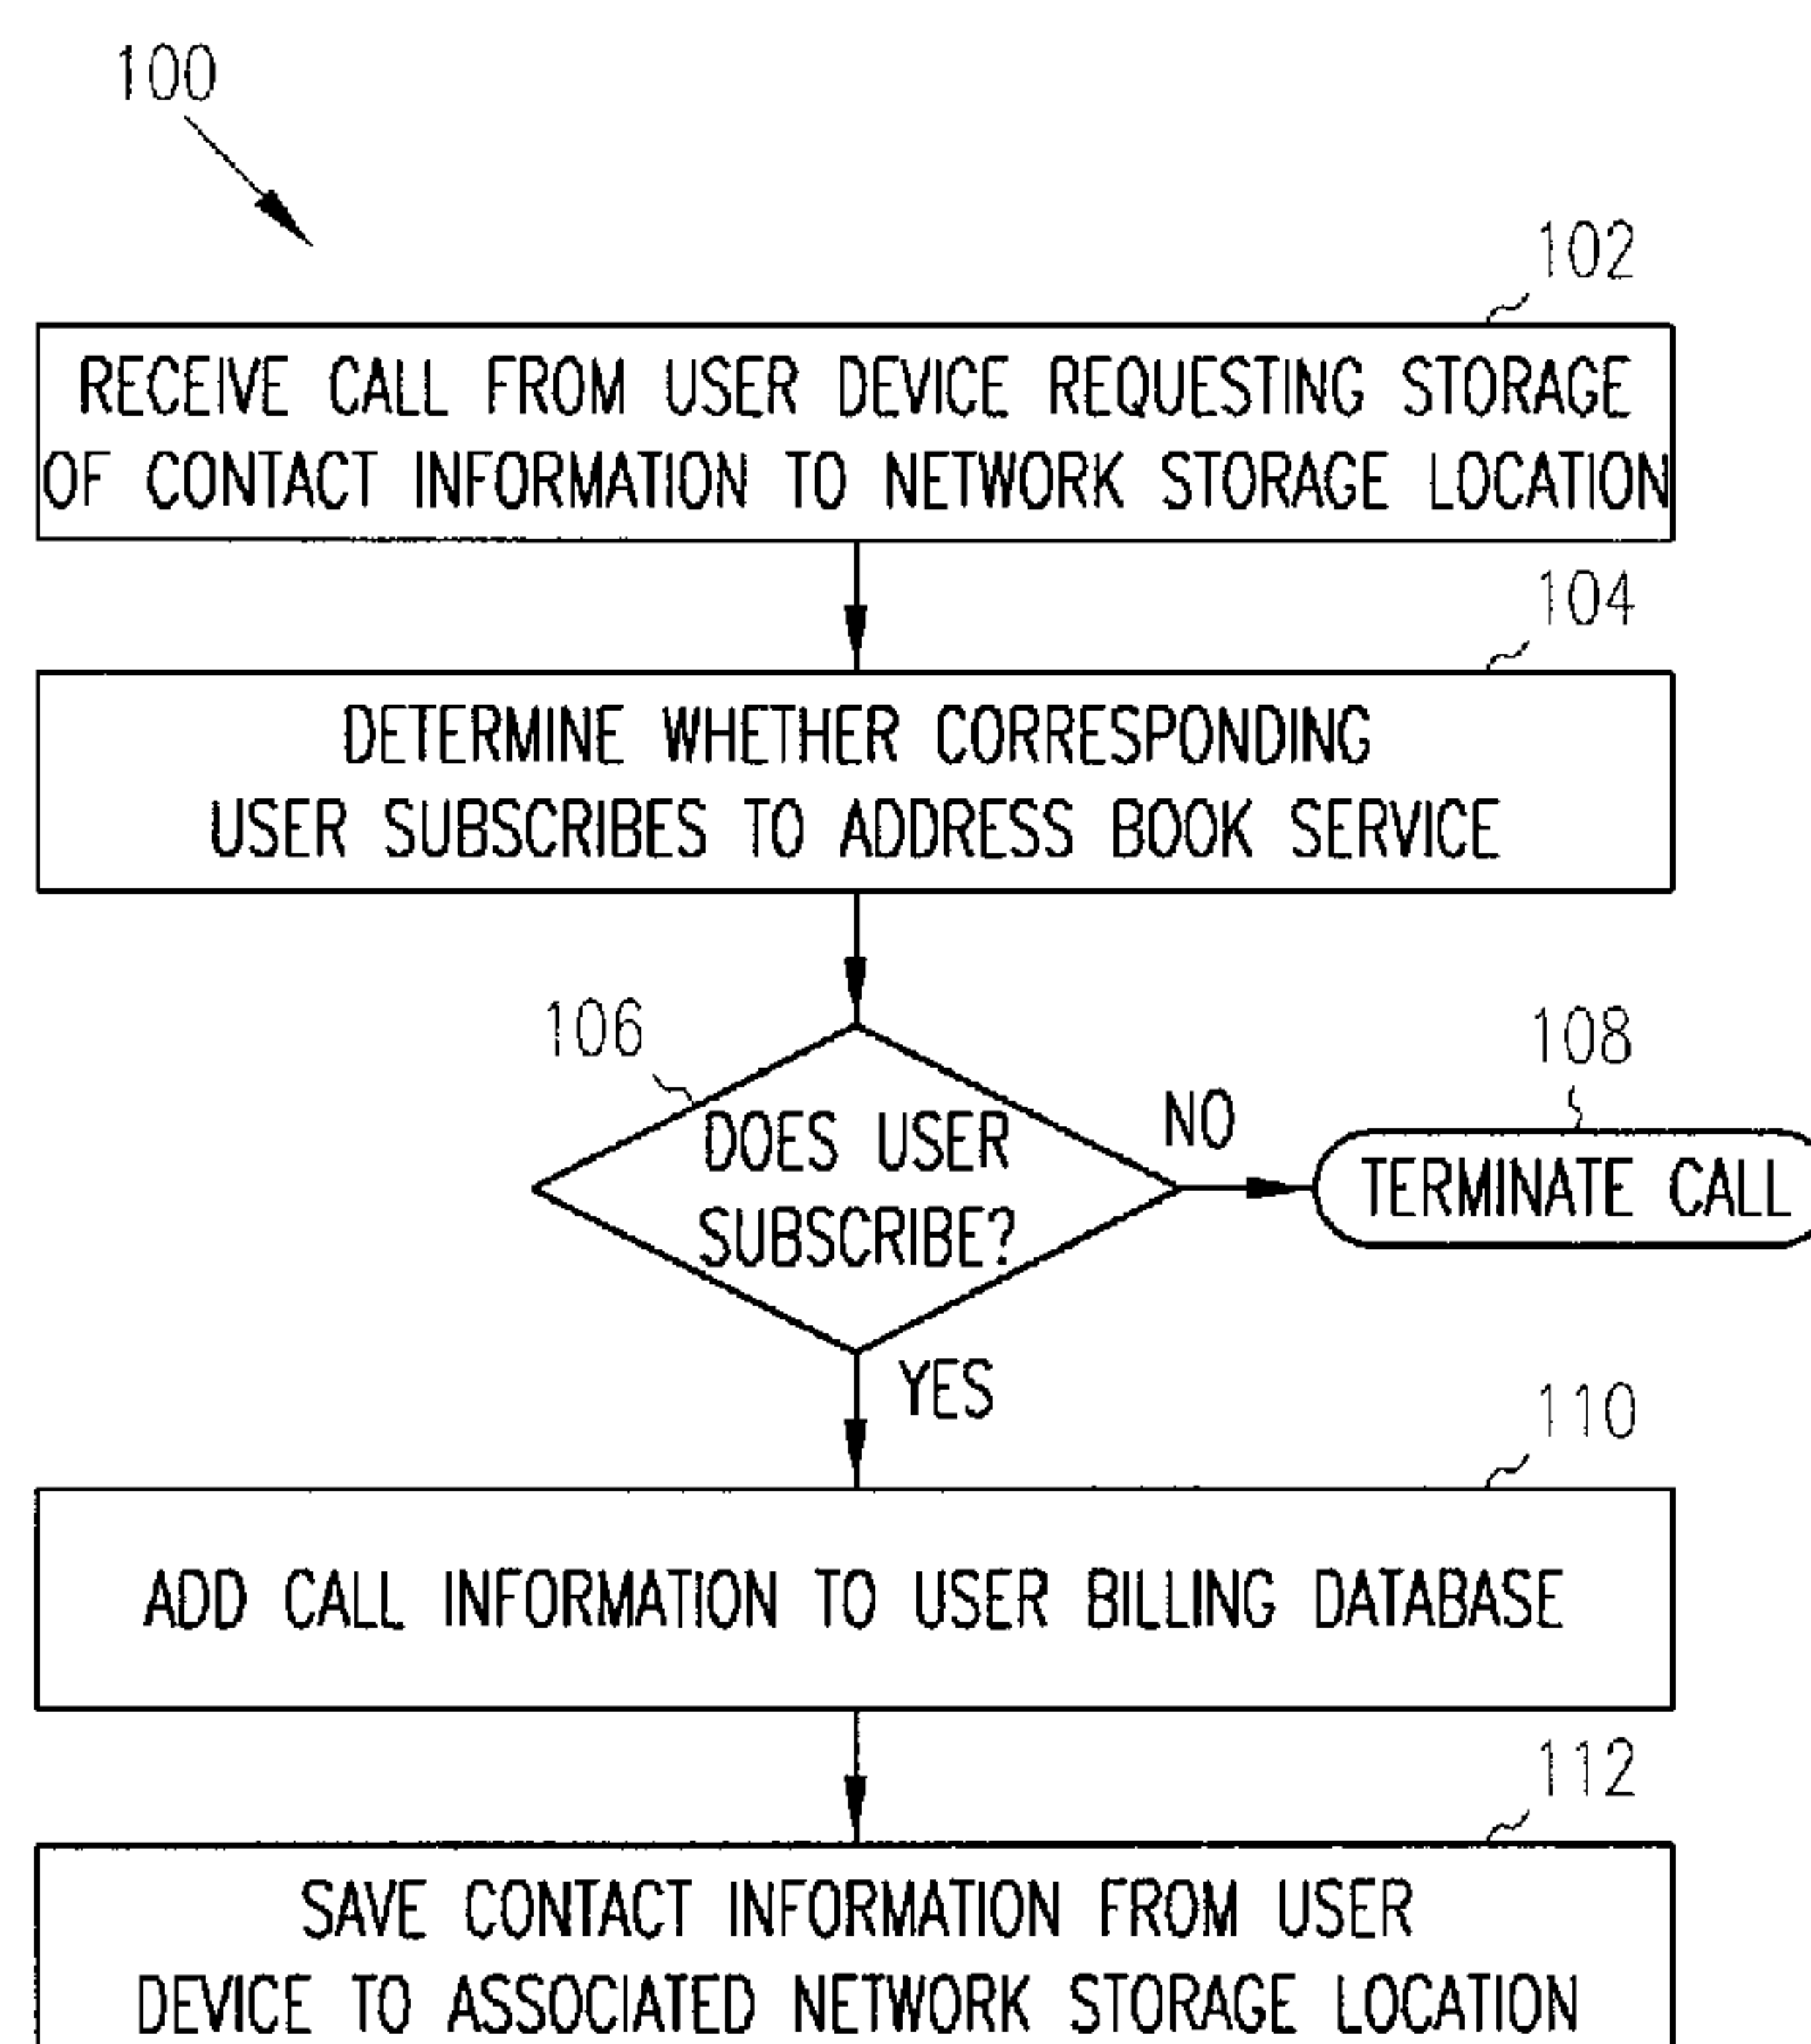 100
102
RECEIVE CALL FROM USER DEVICE REQUESTING STORAGE
OF CONTACT INFORMATION TO NETWORK STORAGE LOCATION
104
DETERMINE WHETHER CORRESPONDING
USER SUBSCRIBES TO ADDRESS BOOK SERVICE
106
DOES USER
SUBSCRIBE?
NO
108
TERMINATE CALL
YES
110
ADD CALL INFORMATION TO USER BILLING DATABASE
112
SAVE CONTACT INFORMATION FROM USER
DEVICE TO ASSOCIATED NETWORK STORAGE LOCATION